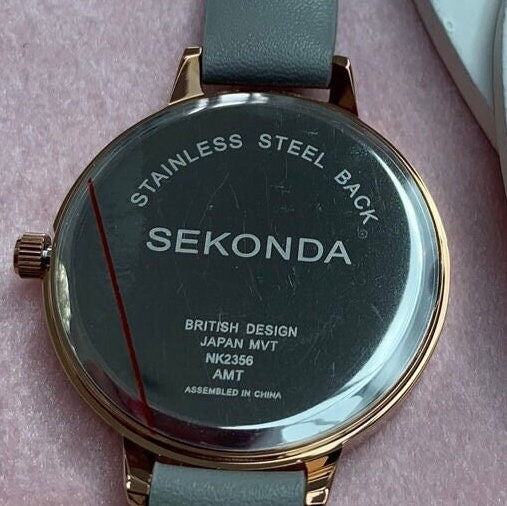 STAINLESS STEEL BACK
SEKONDA
BRITISH DESIGN
JAPAN MVT
NK2356
AMT
ASSEMBLED IN CHINA